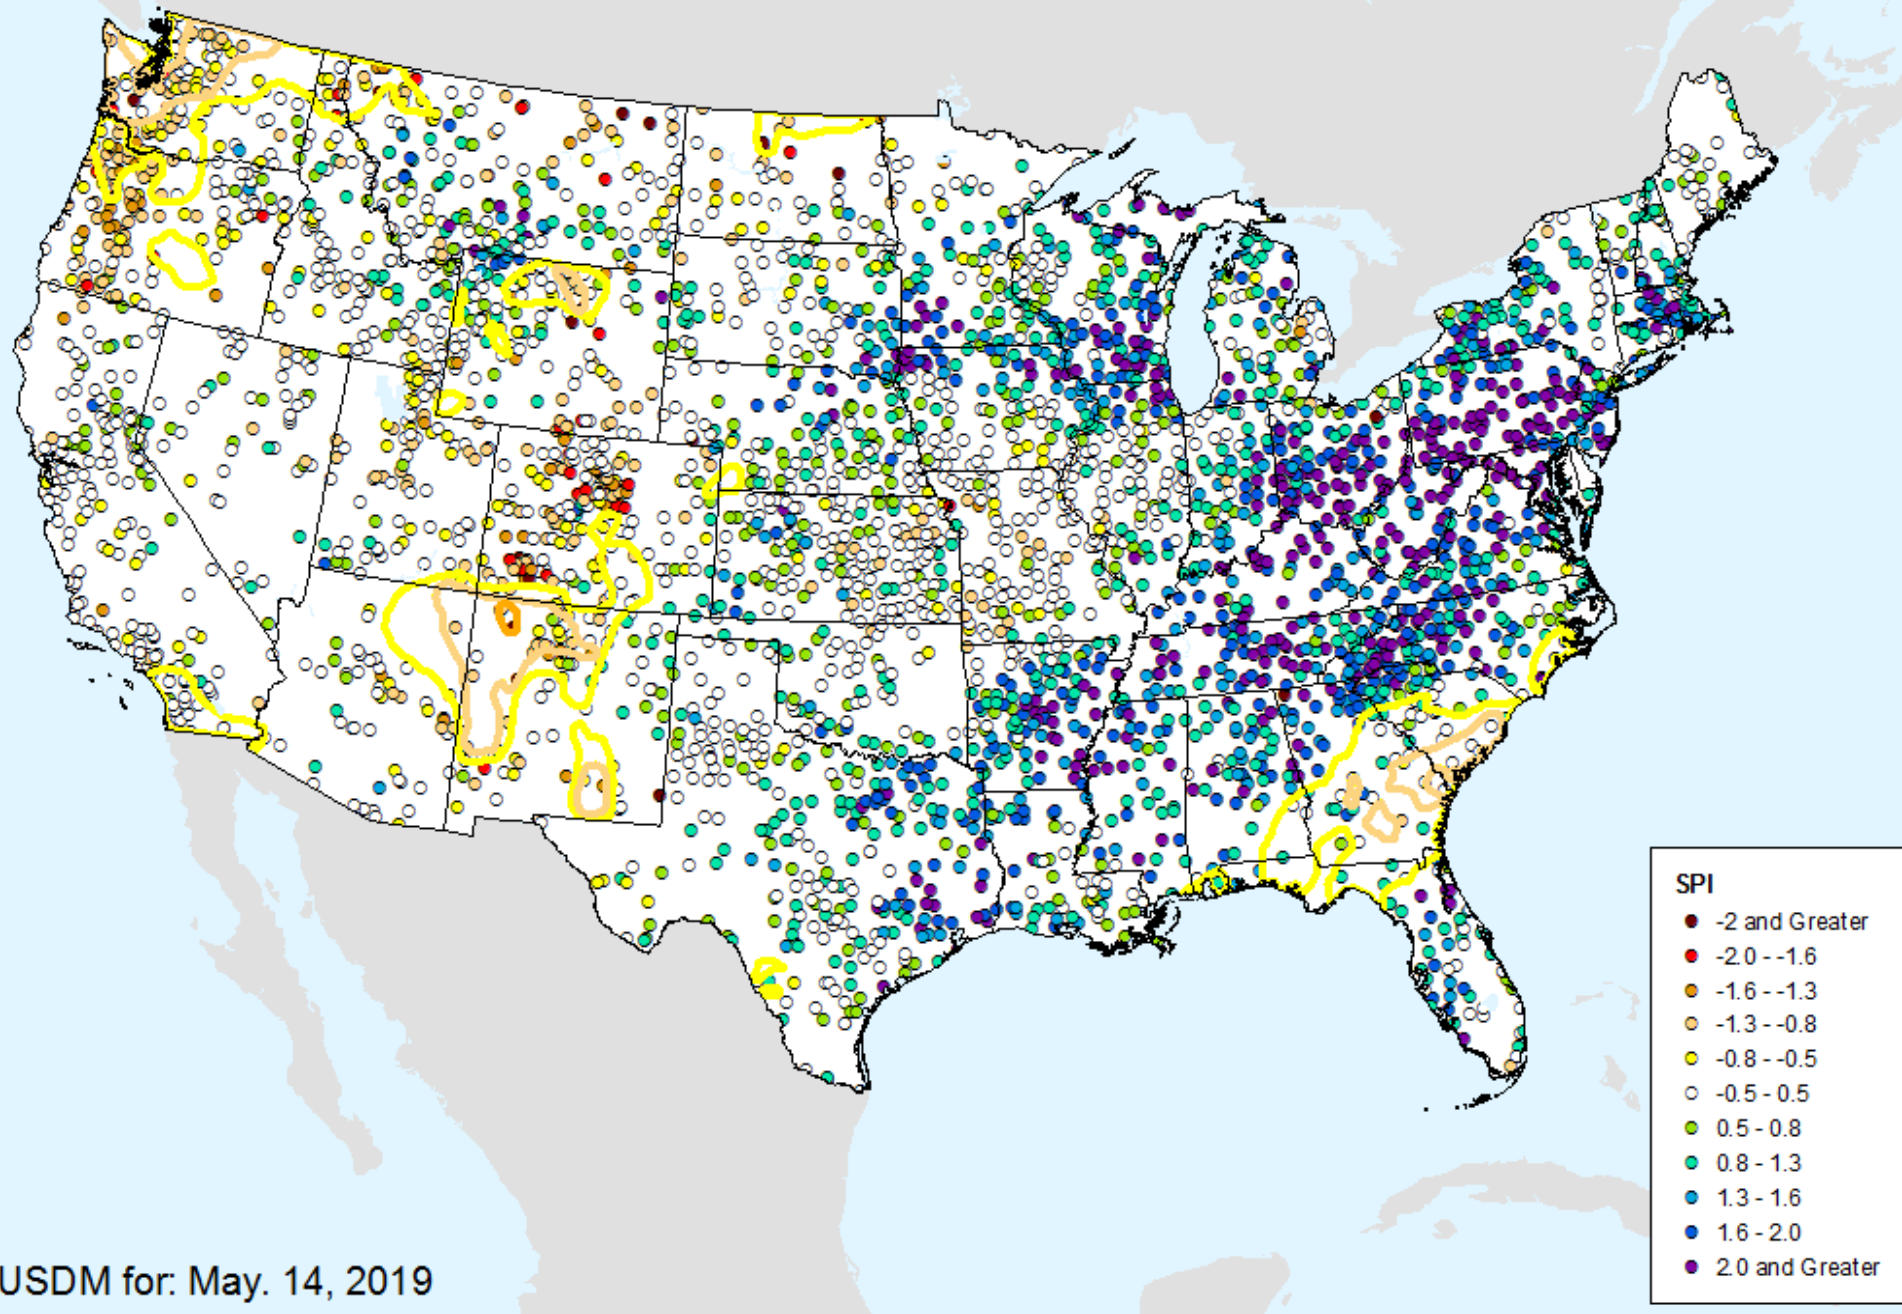 SPI
-2 and Greater
-2.0 - -1.6
-1.6 - -1.3
-1.3 - -0.8
-0.8 - -0.5
-0.5 - 0.5
0.5 - 0.8
0.8 - 1.3
1.3 - 1.6
1.6 - 2.0
2.0 and Greater
USDM for: May. 14, 2019